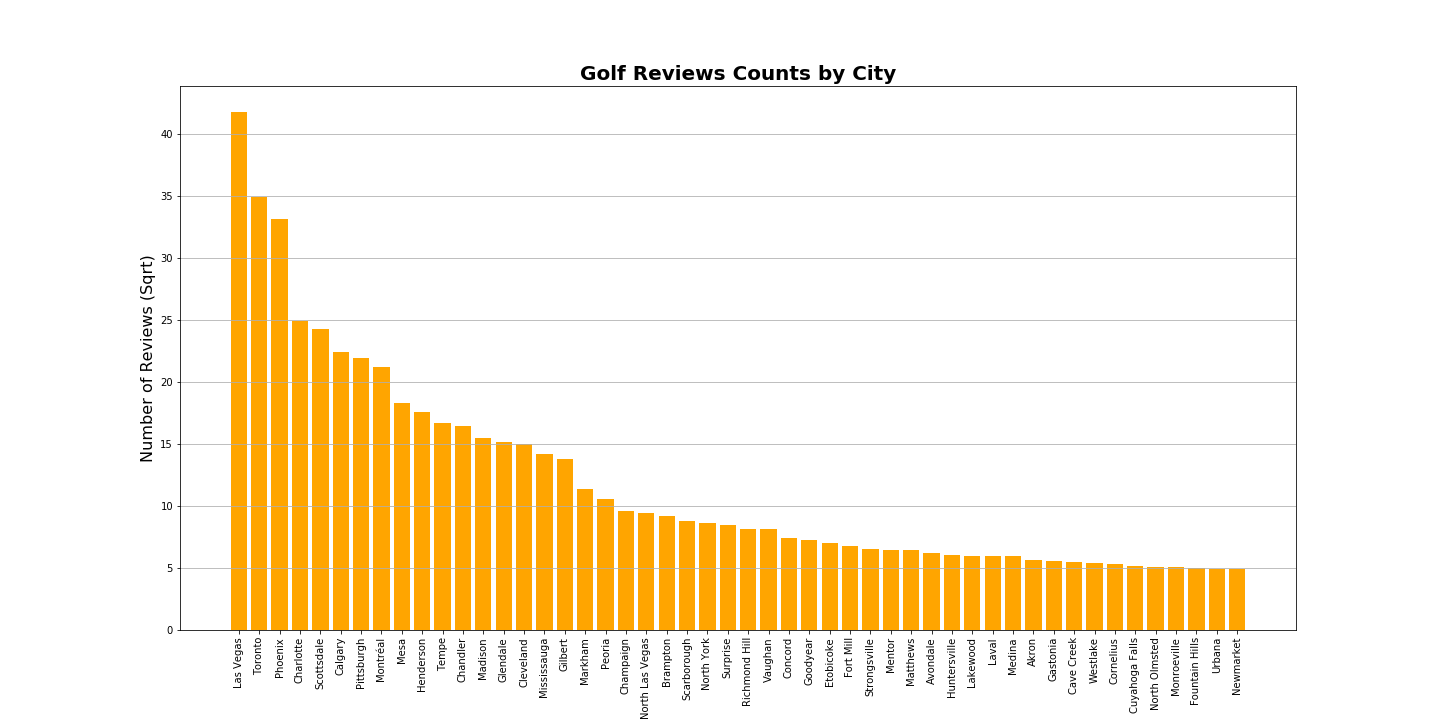 Golf Reviews Counts by City
Number of Reviews (Sqrt)
40
35
30
25
20
15
10
5
0
Las Vegas
Toronto
Phoenix
Charlotte
Scottsdale
Calgary
Pittsburgh
Montréal
Mesa
Henderson
Tempe
Chandler
Madison
Glendale
Cleveland
Mississauga
Gilbert
Markham
Peoria
Champaign
North Las Vegas
Brampton
Scarborough
North York
Surprise
Richmond Hill
Vaughan
Concord
Goodyear
Etobicoke
Fort Mill
Strongsville
Mentor
Matthews
Avondale
Huntersville
Lakewood
Laval
Medina
Akron
Gastonia
Cave Creek
Westlake
Cornelius
Cuyahoga Falls
North Olmsted
Monroeville
Fountain Hills
Urbana
Newmarket